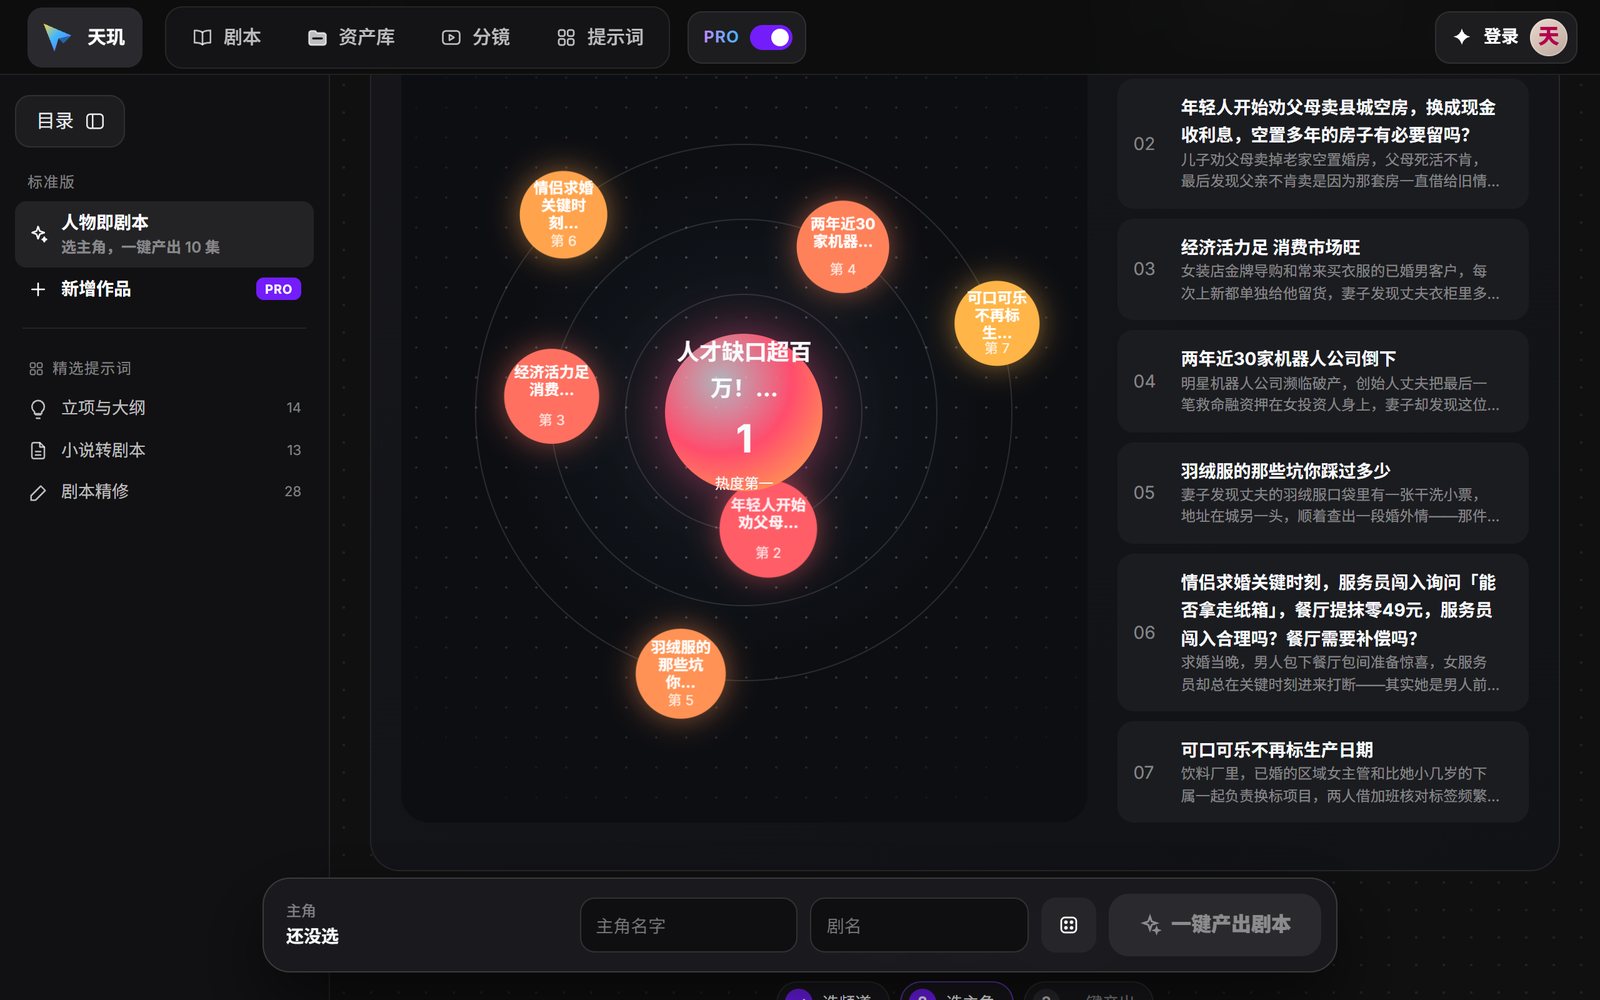 天玑
剧本
资产库
分镜
提示词
PRO
登录
天
目录
标准版
人物即剧本
选主角，一键产出 10 集
新增作品
PRO
精选提示词
立项与大纲
14
小说转剧本
13
剧本精修
28
情侣求婚
关键时
刻...
第 6
两年近30
家机器...
第 4
可口可乐
不再标
生...
第 7
经济活力足
消费...
第 3
人才缺口超百
万！...
1
热度第一
年轻人开始
劝父母...
第 2
羽绒服的
那些坑
你...
第 5
02
年轻人开始劝父母卖县城空房，换成现金
收利息，空置多年的房子有必要留吗？
儿子劝父母卖掉老家空置婚房，父母死活不肯，
最后发现父亲不肯卖是因为那套房一直借给旧情...
03
经济活力足 消费市场旺
女装店金牌导购和常来买衣服的已婚男客户，每
次上新都单独给他留货，妻子发现丈夫衣柜里多...
04
两年近30家机器人公司倒下
明星机器人公司濒临破产，创始人丈夫把最后一
笔救命融资押在女投资人身上，妻子却发现这位...
05
羽绒服的那些坑你踩过多少
妻子发现丈夫的羽绒服口袋里有一张干洗小票，
地址在城另一头，顺着查出一段婚外情——那件...
06
情侣求婚关键时刻，服务员闯入询问「能
否拿走纸箱」，餐厅提抹零49元，服务员
闯入合理吗？餐厅需要补偿吗？
求婚当晚，男人包下餐厅包间准备惊喜，女服务
员却总在关键时刻进来打断——其实她是男人前...
07
可口可乐不再标生产日期
饮料厂里，已婚的区域女主管和比她小几岁的下
属一起负责换标项目，两人借加班核对标签频繁...
主角
还没选
主角名字
剧名
一键产出剧本